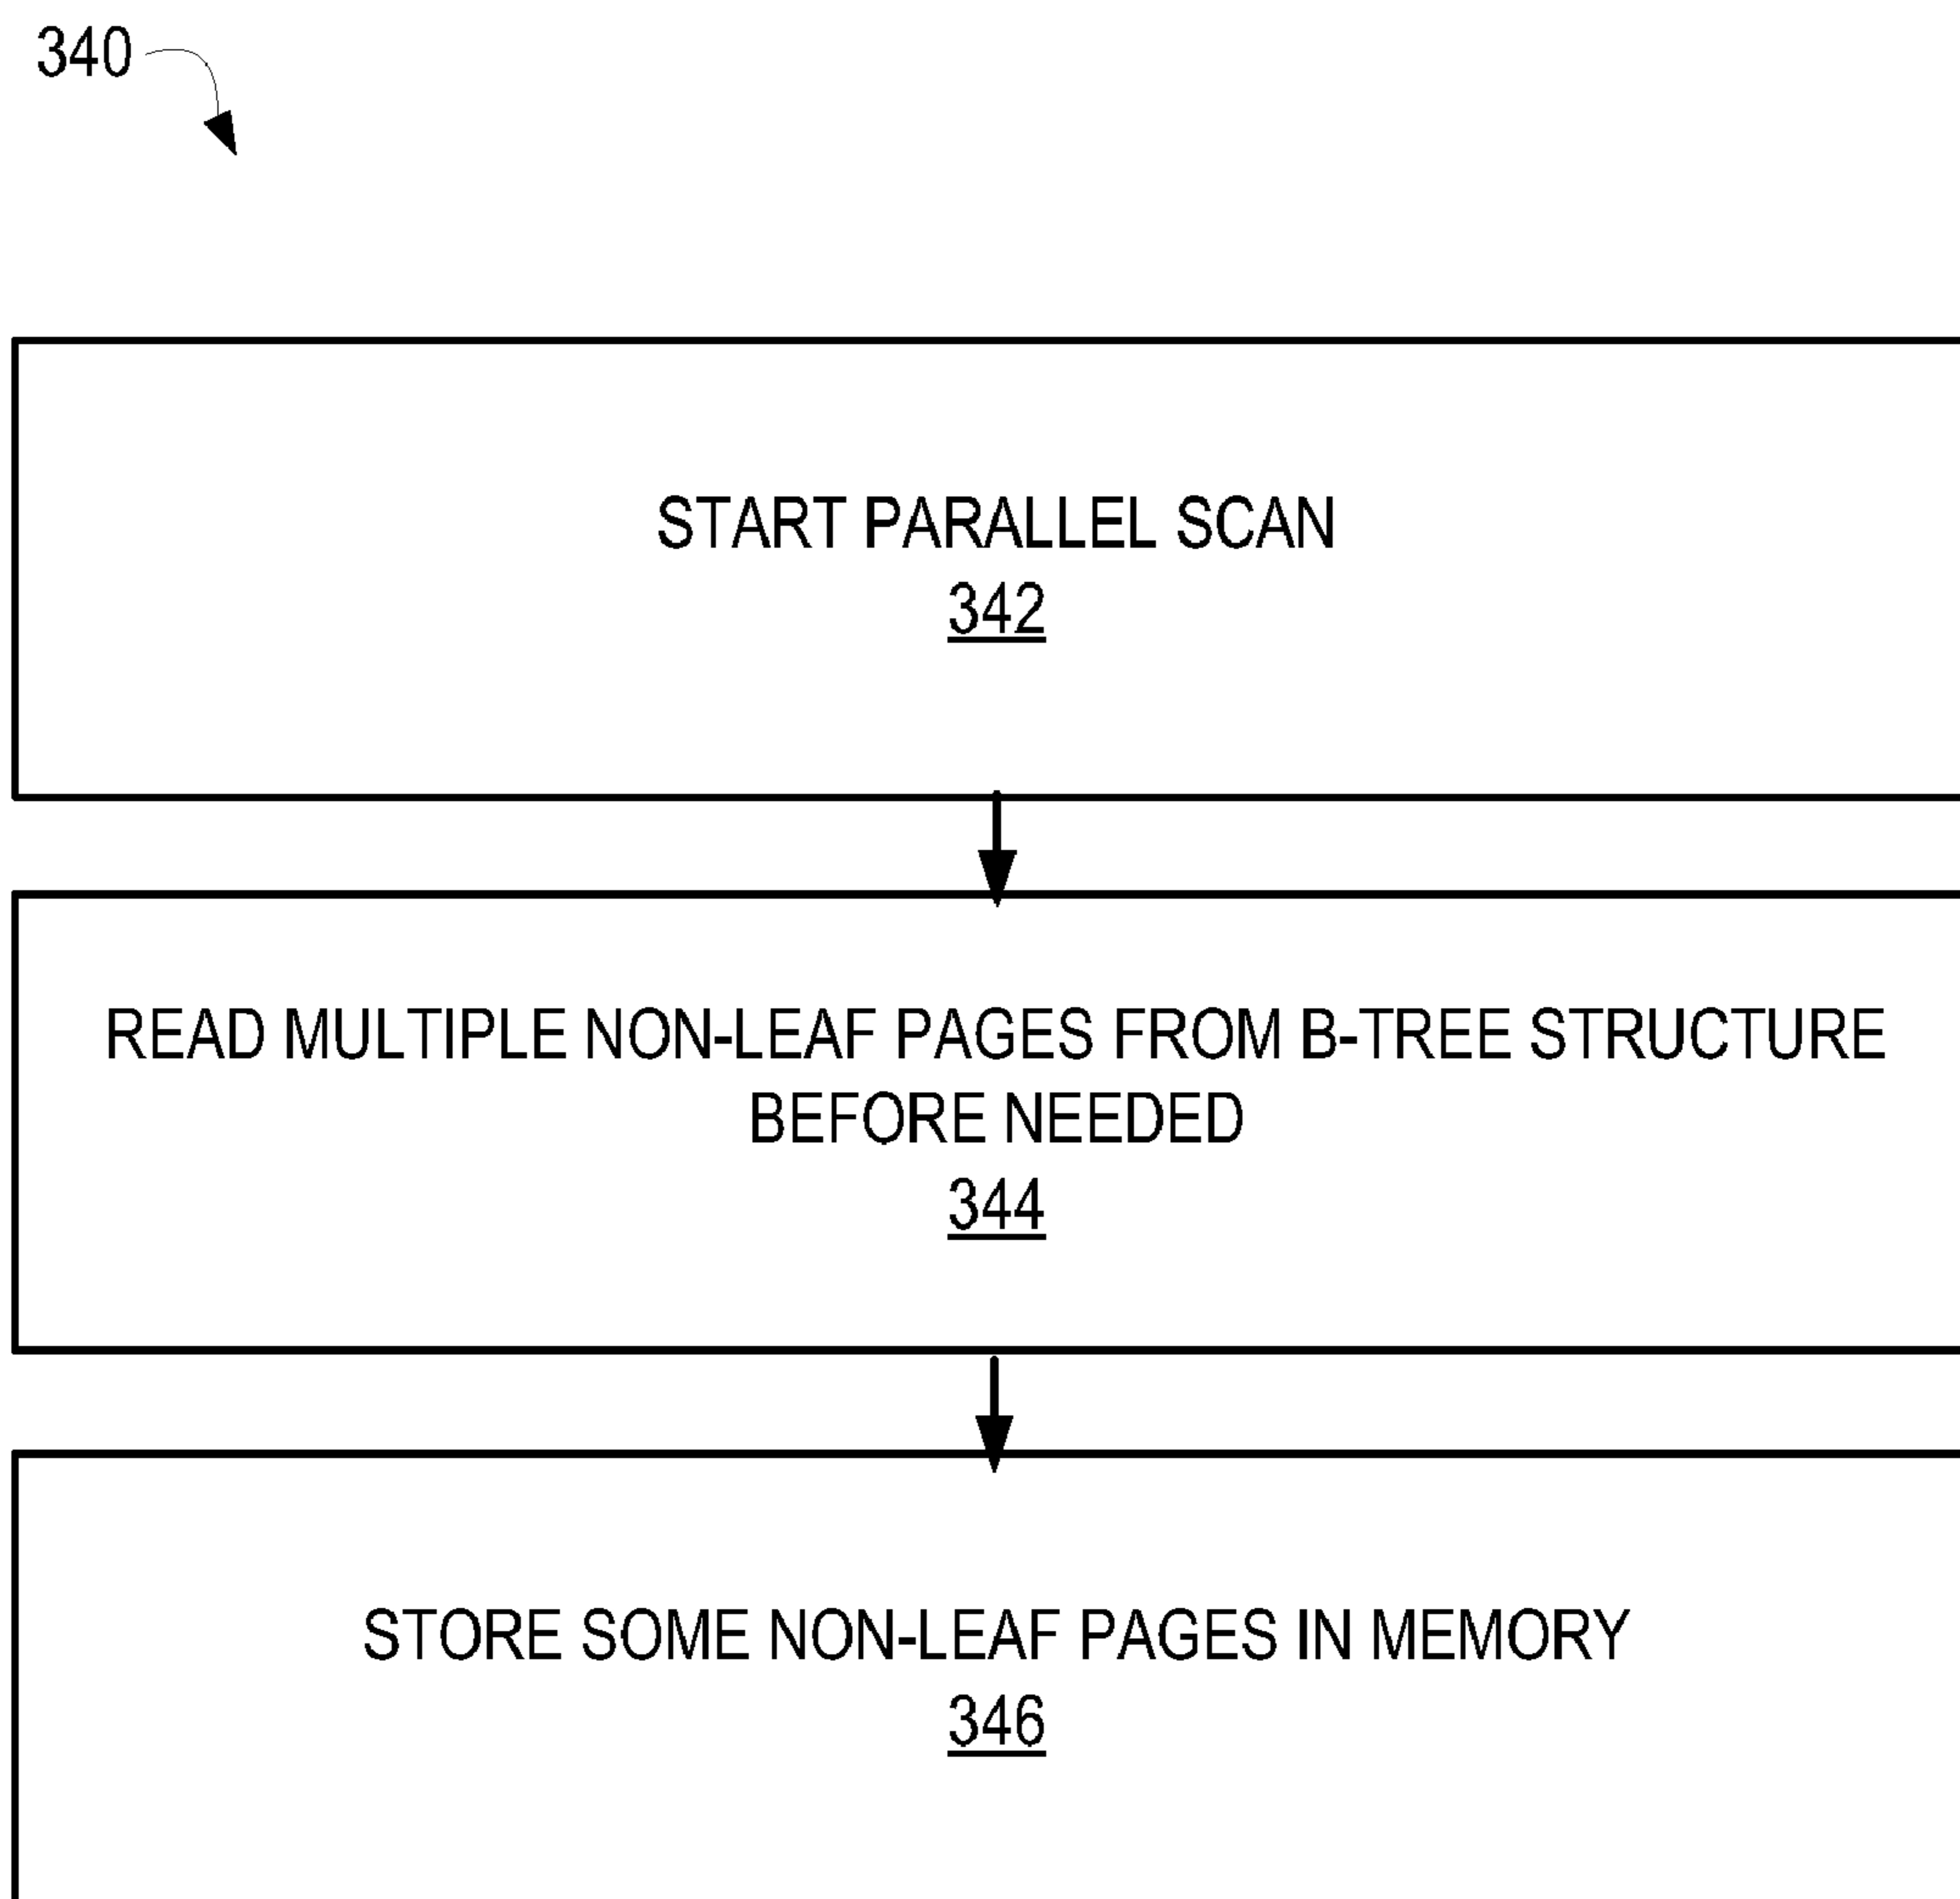 340
START PARALLEL SCAN
342
READ MULTIPLE NON-LEAF PAGES FROM B-TREE STRUCTURE
BEFORE NEEDED
344
STORE SOME NON-LEAF PAGES IN MEMORY
346